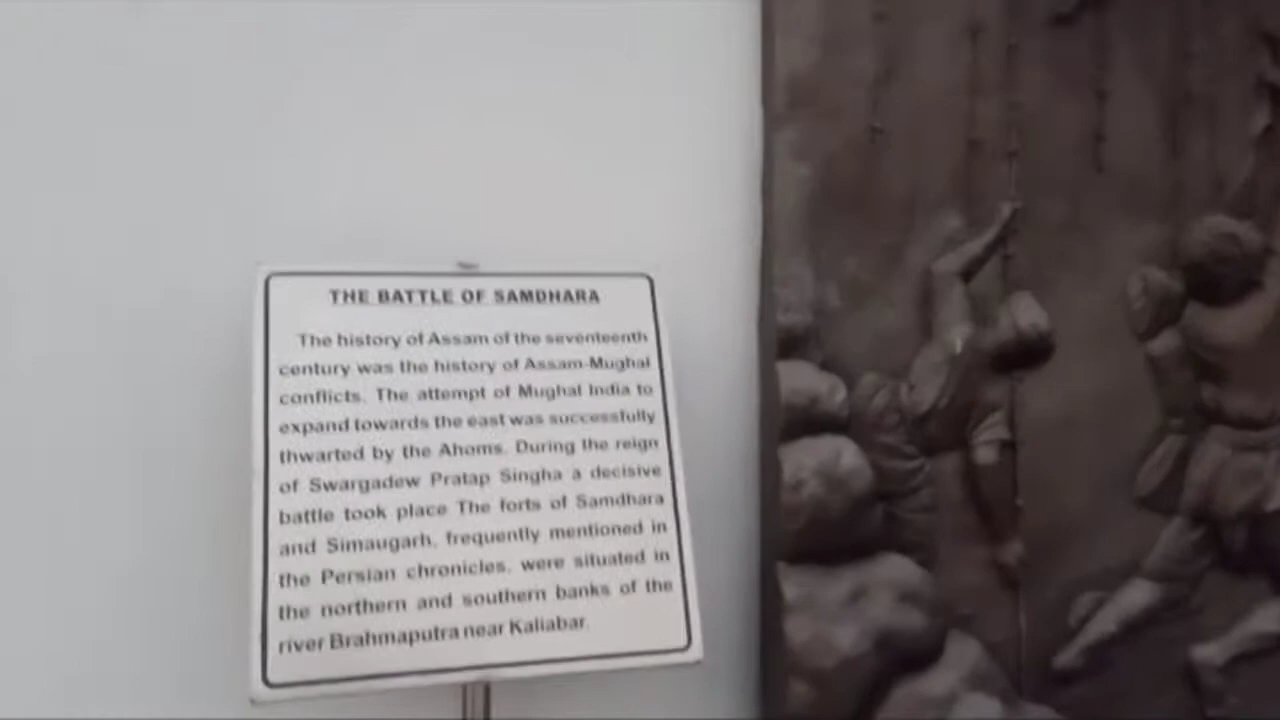 THE BATTLE OF SAMDHARA
The history of Assam of the seventeenth
century was the history of Assam-Mughal
conflicts. The attempt of Mughal India to
expand towards the east was successfully
thwarted by the Ahoms. During the reign
of Swargadew Pratap Singha a decisive
battle took place The forts of Samdhara
and Simaugarh, frequently mentioned in
the Persian chronicles, were situated in
the northern and southern banks of the
river Brahmaputra near Kaliabar.